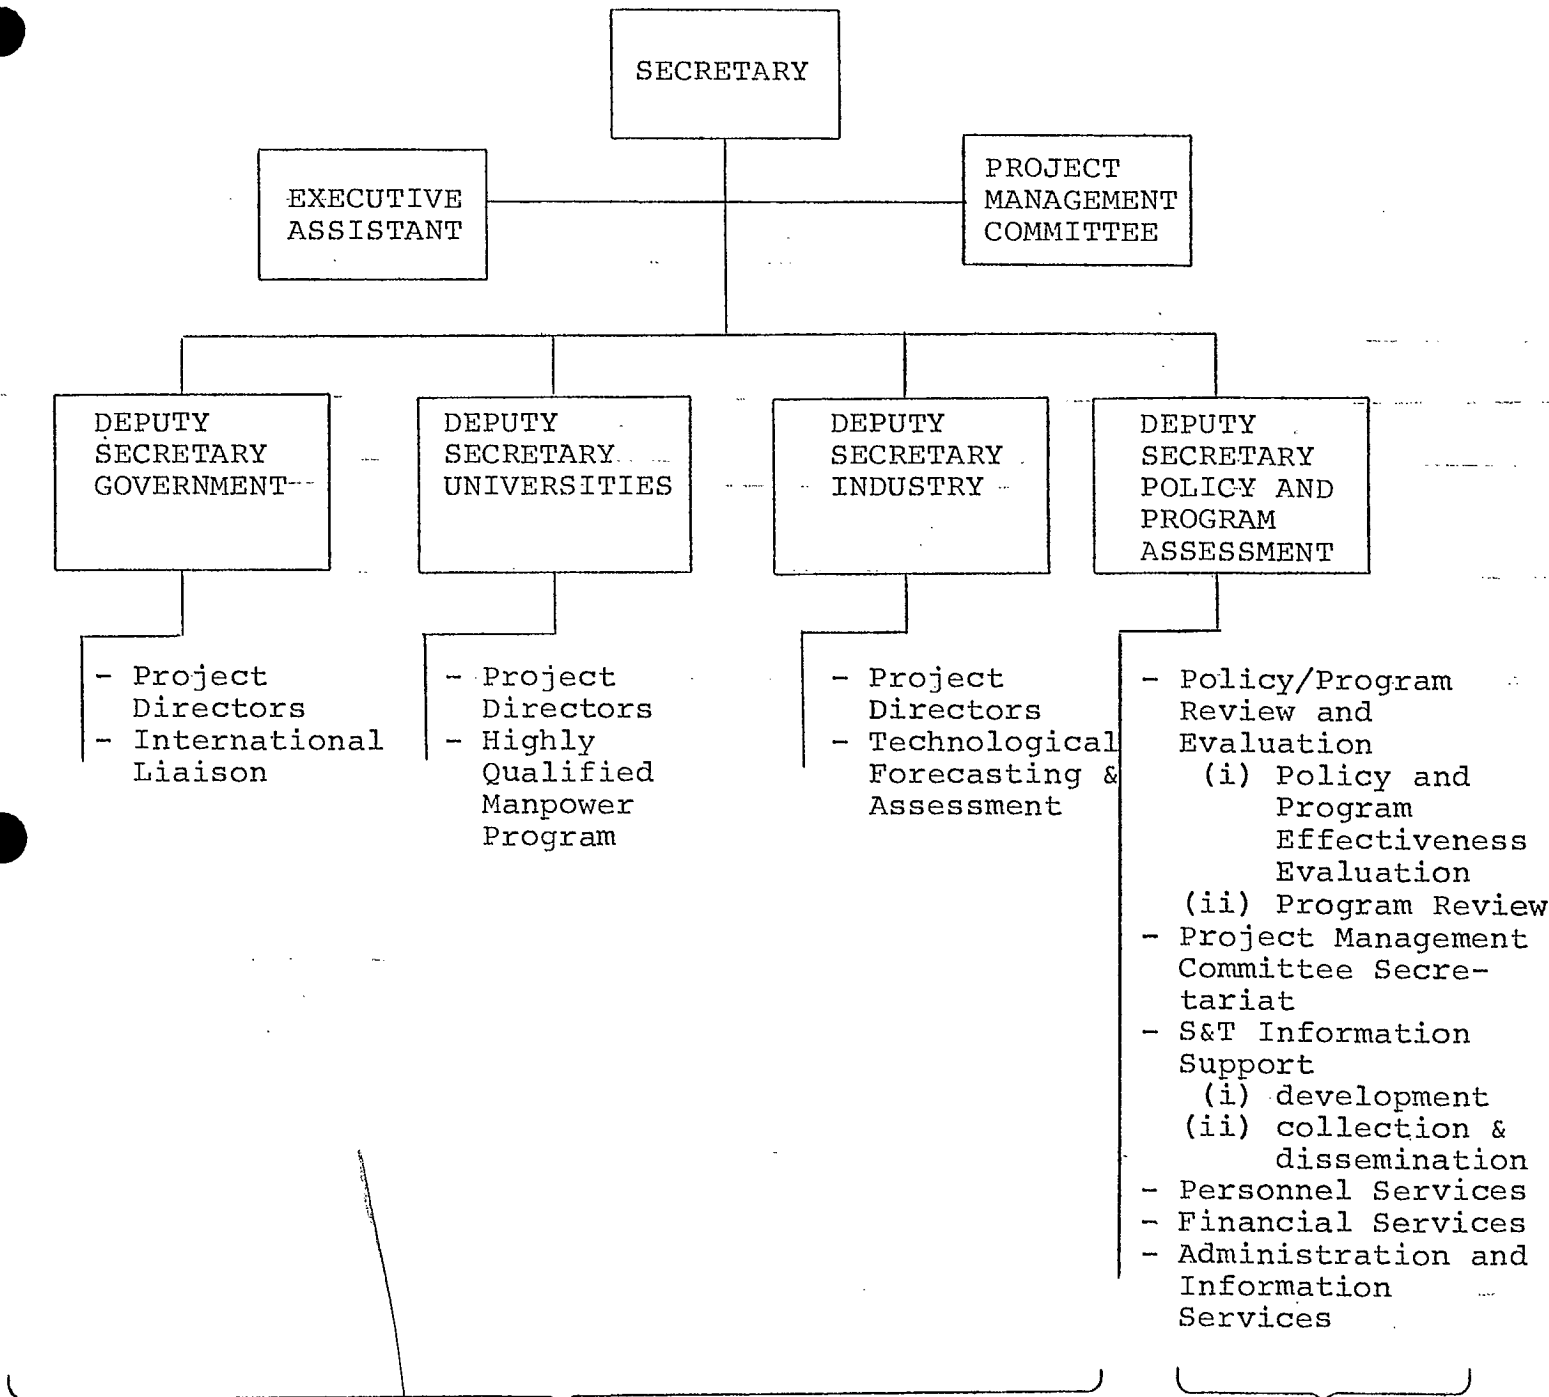 SECRETARY
EXECUTIVE
ASSISTANT
PROJECT
MANAGEMENT
COMMITTEE
DEPUTY
SECRETARY
GOVERNMENT
DEPUTY
SECRETARY
UNIVERSITIES
DEPUTY
SECRETARY
INDUSTRY
DEPUTY
SECRETARY
POLICY AND
PROGRAM
ASSESSMENT
- Project
Directors
- International
Liaison
- Project
Directors
- Highly
Qualified
Manpower
Program
- Project
Directors
- Technological
Forecasting &
Assessment
- Policy/Program
Review and
Evaluation
(i) Policy and
Program
Effectiveness
Evaluation
(ii) Program Review
- Project Management
Committee Secre-
tariat
- S&T Information
Support
(i) development
(ii) collection &
dissemination
- Personnel Services
- Financial Services
- Administration and
Information
Services